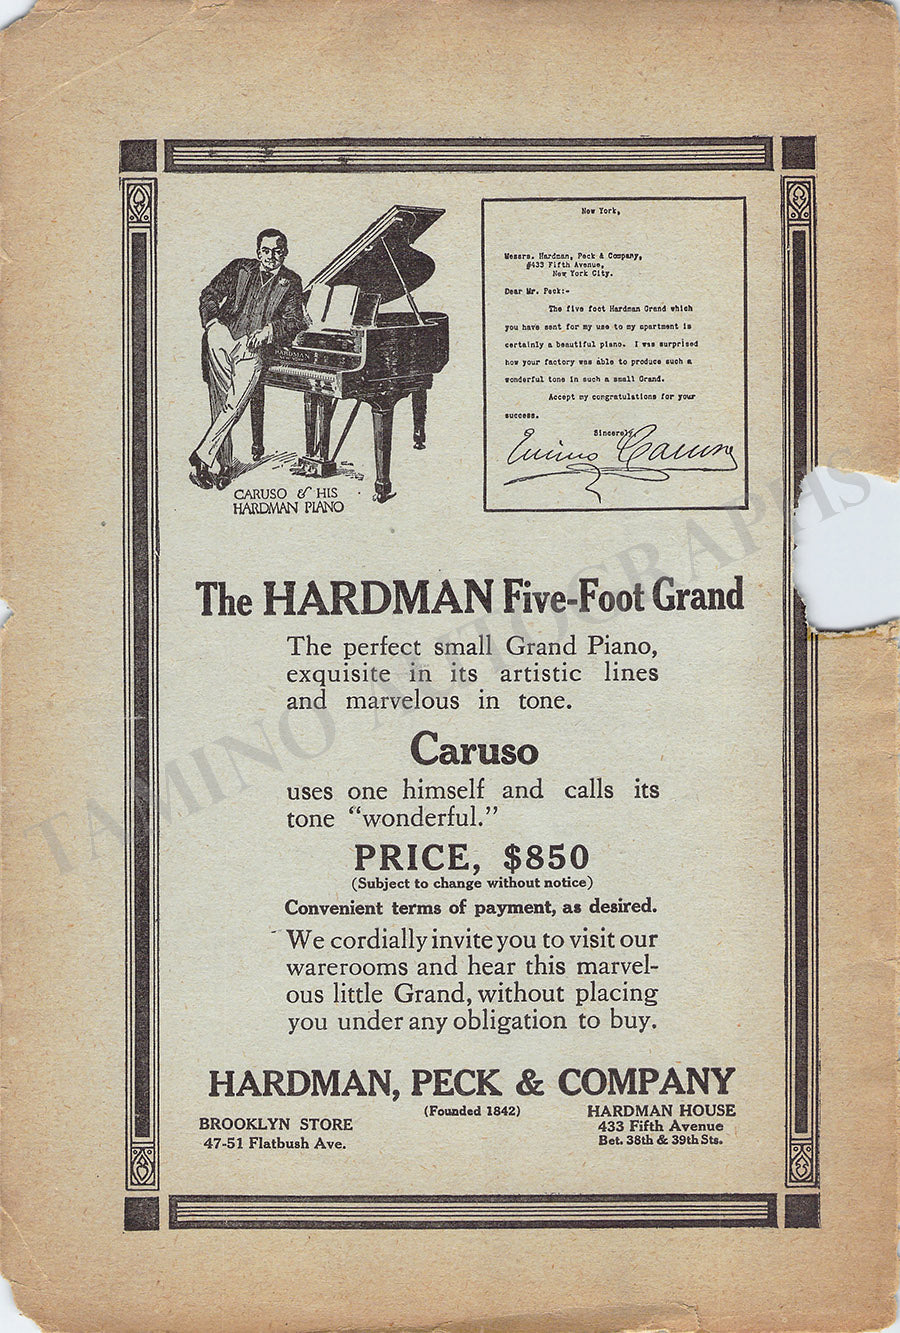 New York,
Messrs. Hardman, Peck & Company,
#433 Fifth Avenue,
New York City.
Dear Mr. Peck:-
The five foot Hardman Grand which
you have sent for my use to my apartment is
certainly a beautiful piano. I was surprised
how your factory was able to produce such a
wonderful tone in such a small Grand.
Accept my congratulations for your
success.
Sincerely,
Enrico Caruso
HARDMAN
NEW YORK
CARUSO & HIS
HARDMAN PIANO
The HARDMAN Five-Foot Grand
The perfect small Grand Piano,
exquisite in its artistic lines
and marvelous in tone.
Caruso
uses one himself and calls its
tone “wonderful.”
PRICE, $850
(Subject to change without notice)
Convenient terms of payment, as desired.
We cordially invite you to visit our
warerooms and hear this marvel-
ous little Grand, without placing
you under any obligation to buy.
HARDMAN, PECK & COMPANY
(Founded 1842)
BROOKLYN STORE
47-51 Flatbush Ave.
HARDMAN HOUSE
433 Fifth Avenue
Bet. 38th & 39th Sts.
TAMINO AUTOGRAPHS